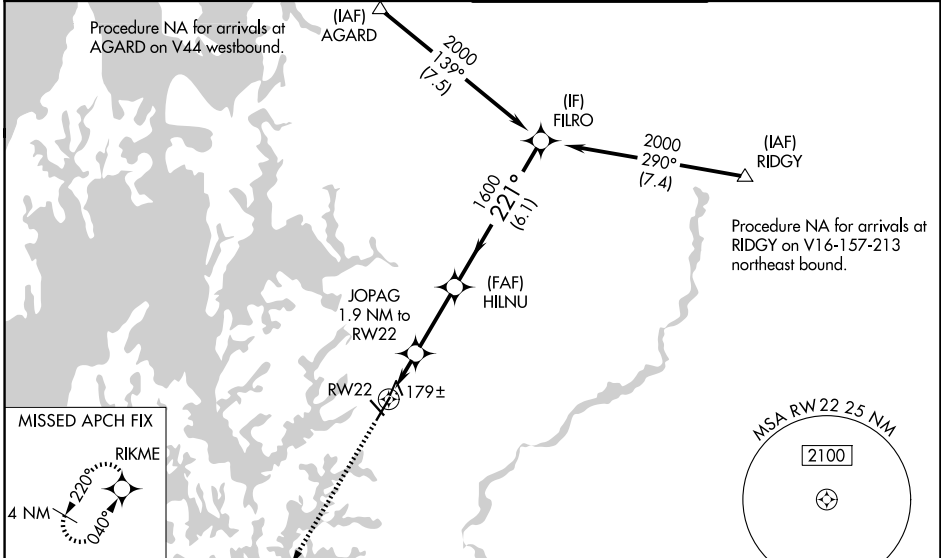 Procedure NA for arrivals at
AGARD on V44 westbound.
(IAF)
AGARD
2000
139°
(7.5)
(IF)
FILRO
2000
290°
(7.4)
(IAF)
RIDGY
1600
221°
(6.1)
Procedure NA for arrivals at
RIDGY on V16-157-213
northeast bound.
(FAF)
HILNU
JOPAG
1.9 NM to
RW22
RW22
179±
MISSED APCH FIX
RIKME
220°
4 NM
040°
MSA RW 22 25 NM
2100